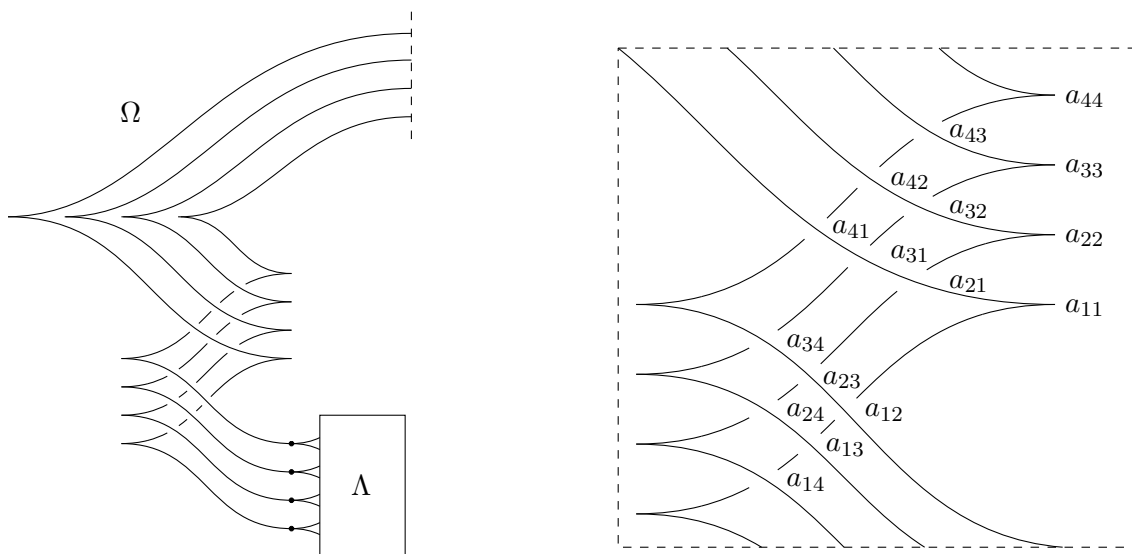 Ω
Λ
a₄₄
a₄₃
a₃₃
a₄₂
a₃₂
a₄₁
a₂₂
a₃₁
a₂₁
a₁₁
a₃₄
a₂₃
a₂₄
a₁₂
a₁₃
a₁₄